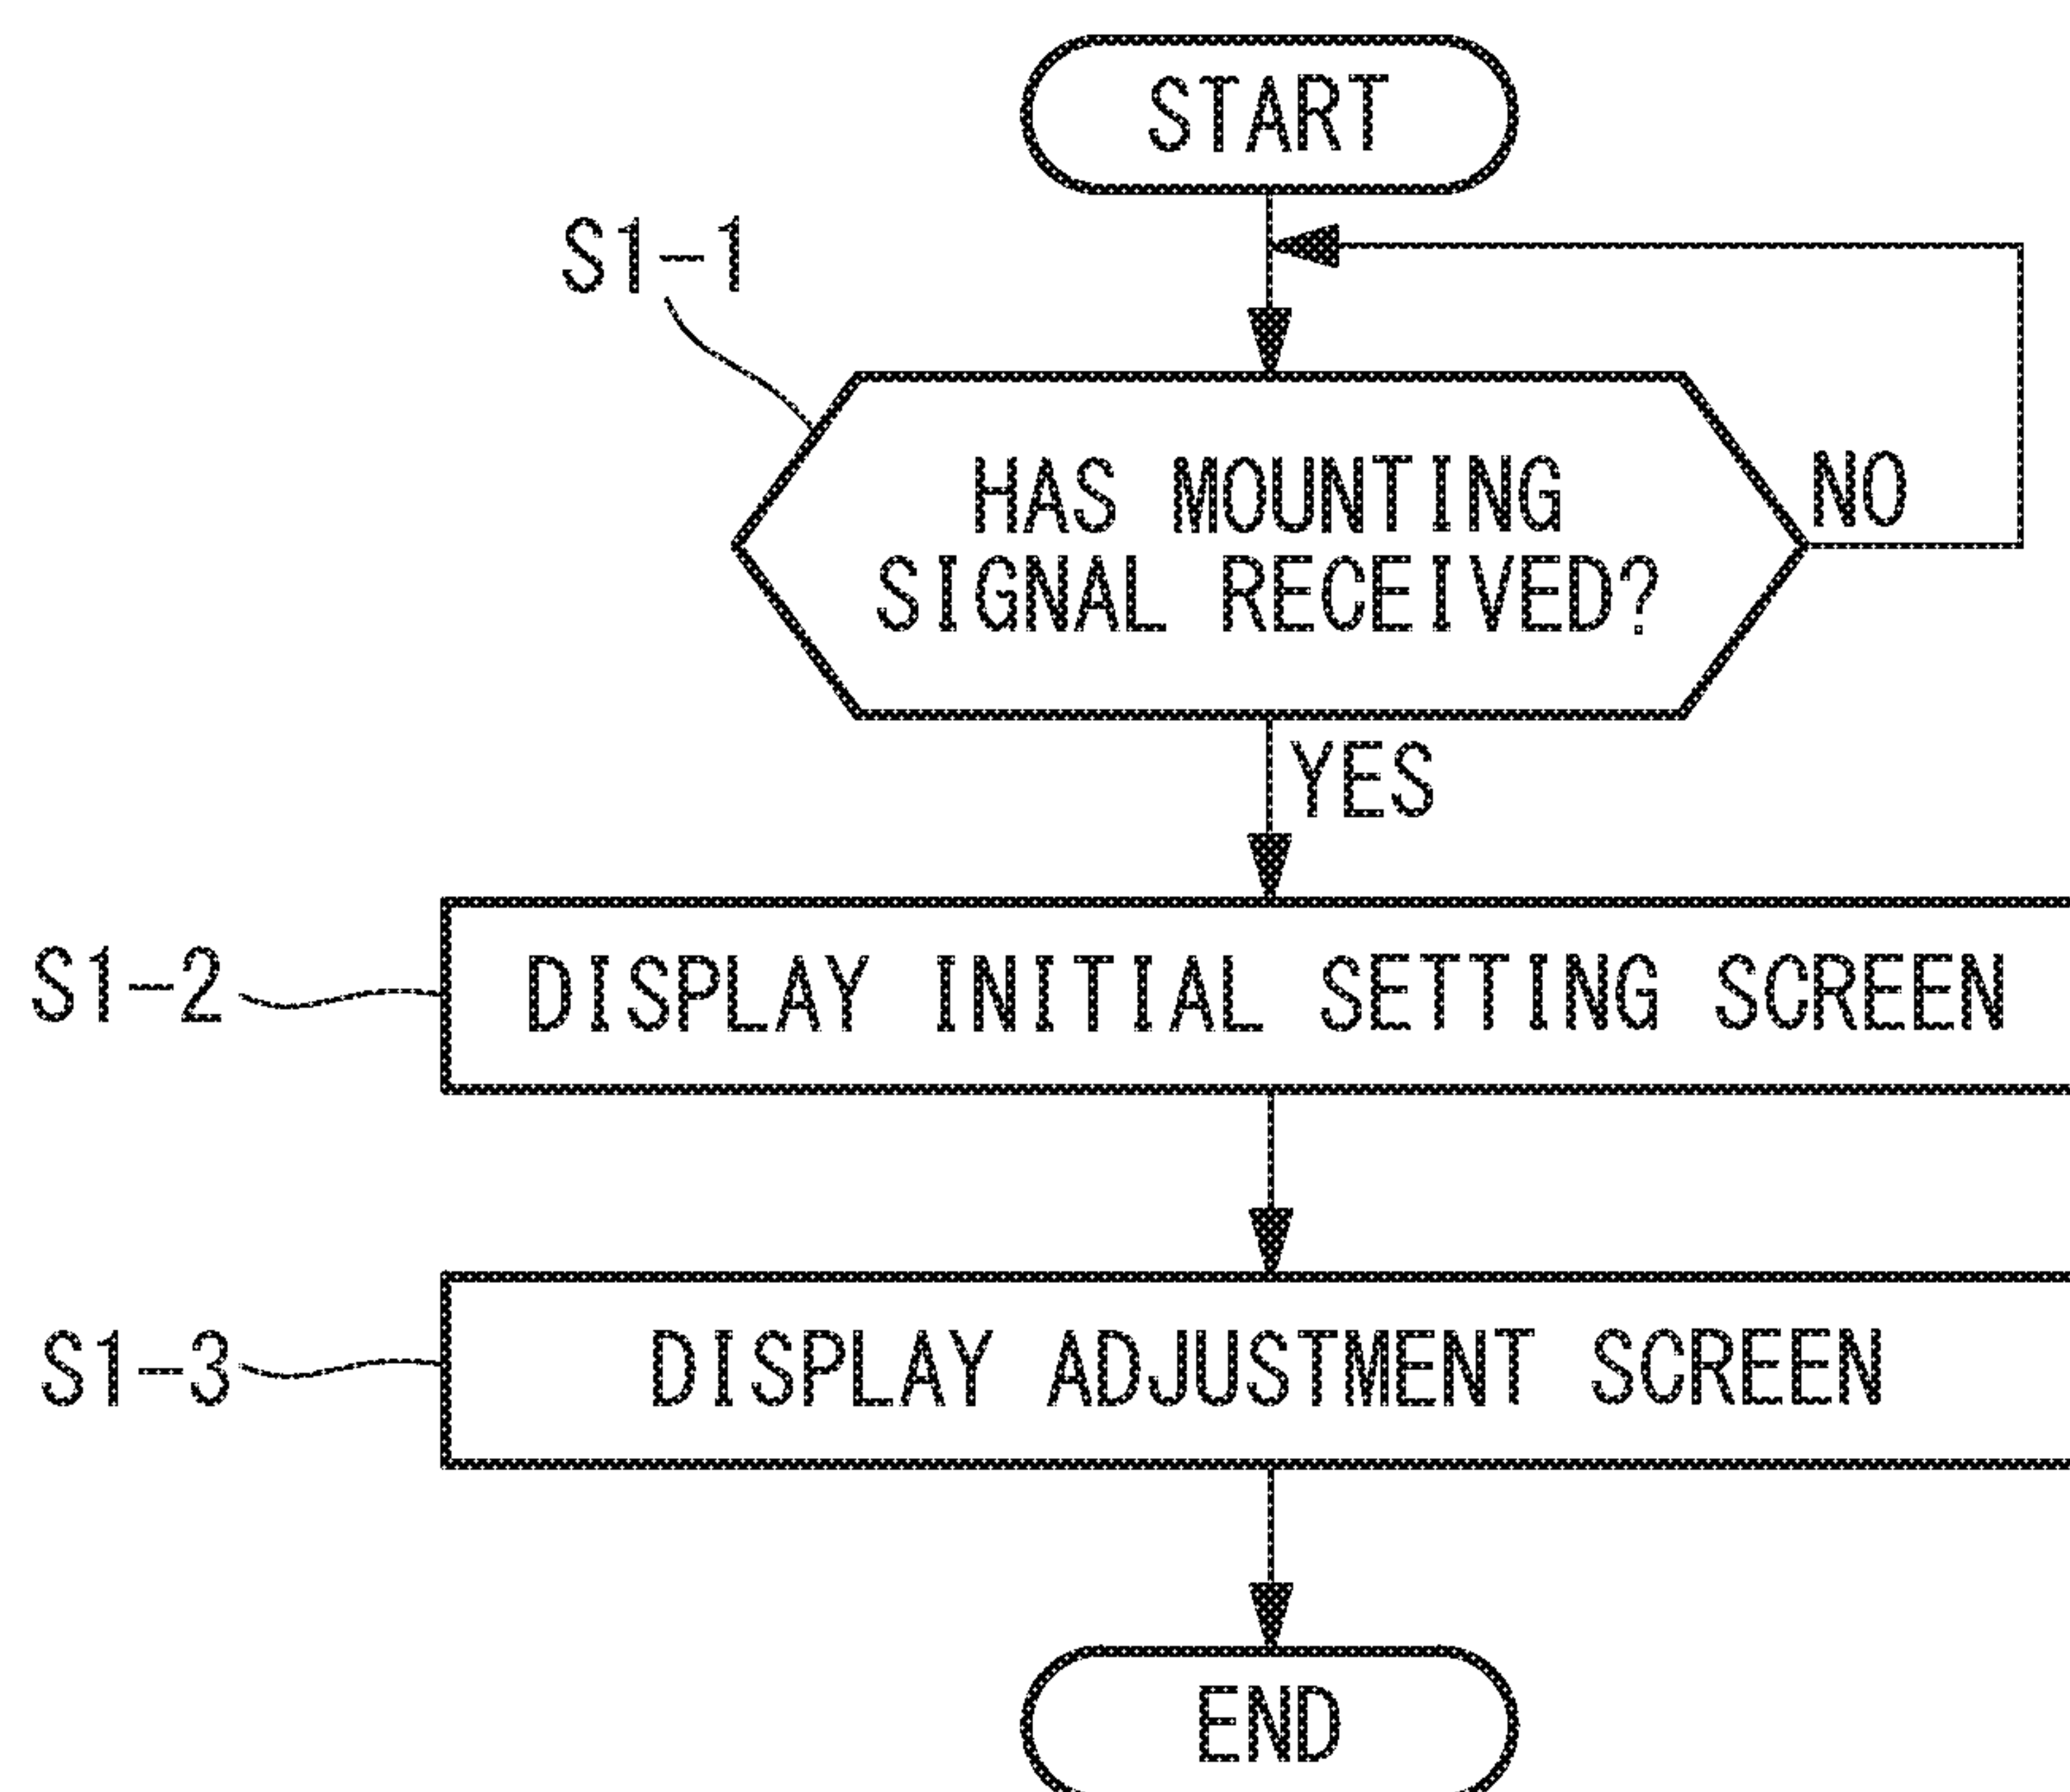 START
S1-1
HAS MOUNTING
SIGNAL RECEIVED?
NO
YES
S1-2
DISPLAY INITIAL SETTING SCREEN
S1-3
DISPLAY ADJUSTMENT SCREEN
END